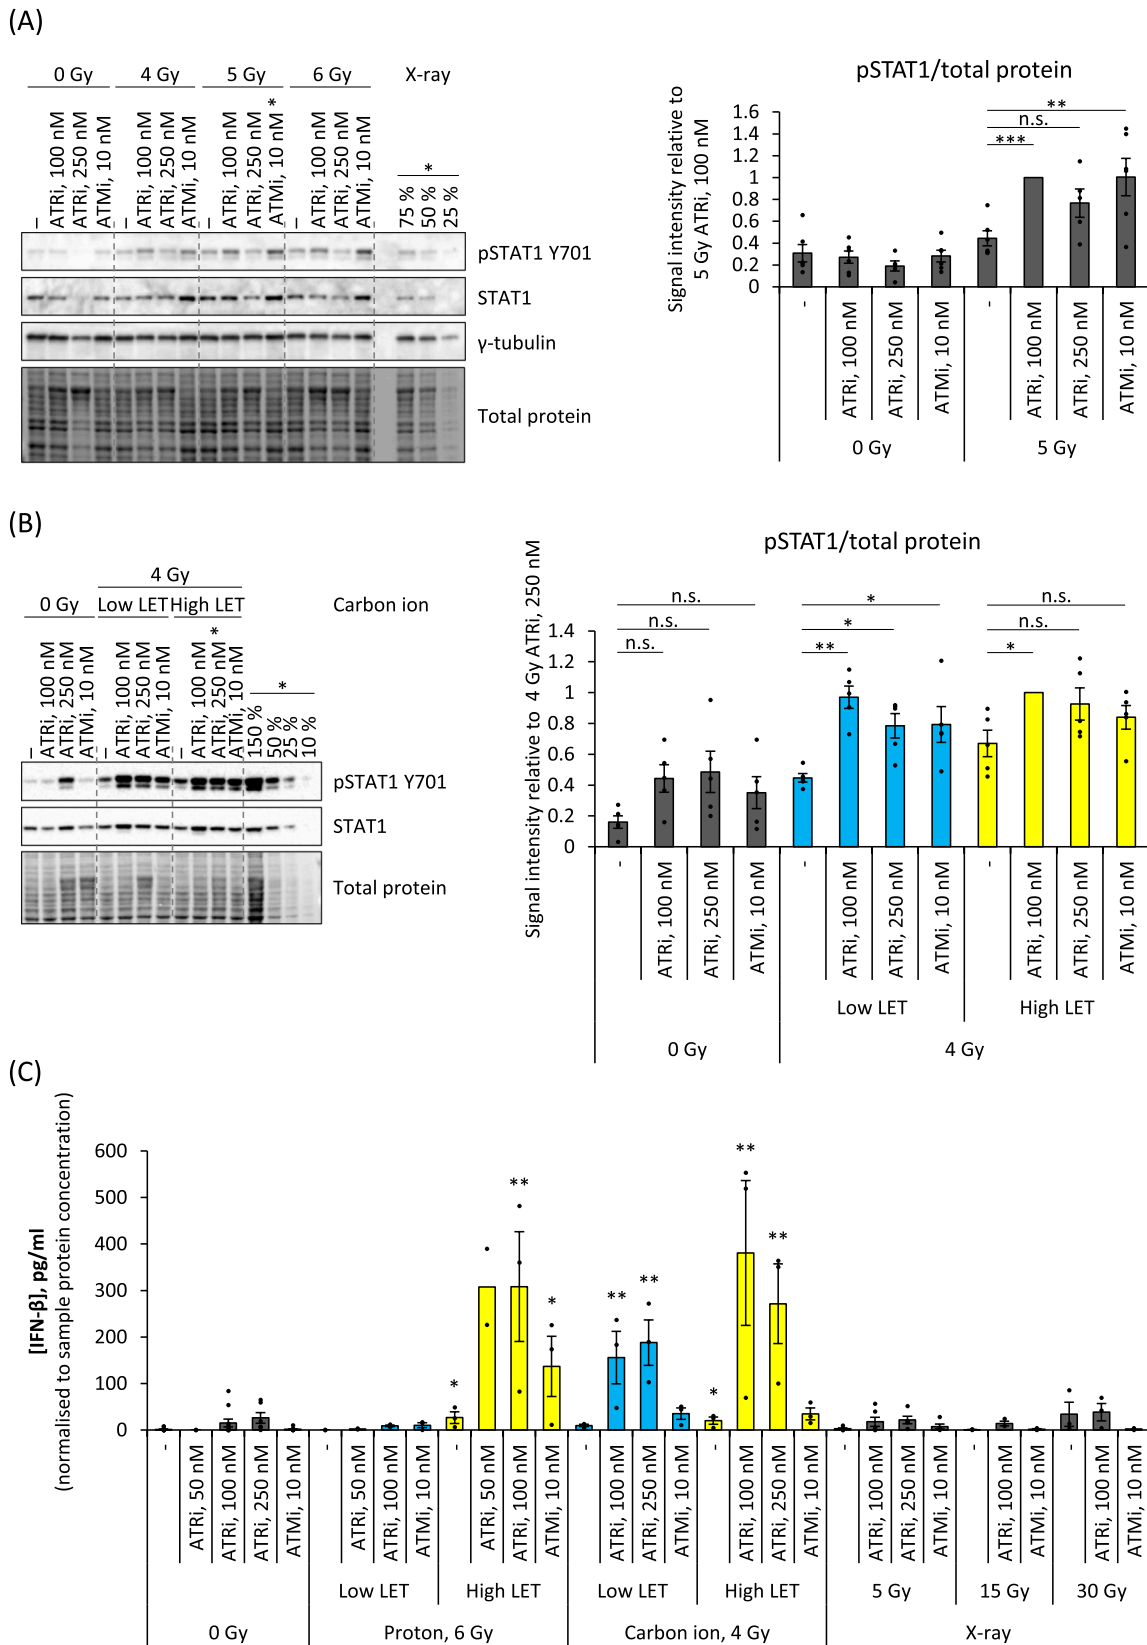 (A)
0 Gy 4 Gy 5 Gy 6 Gy X-ray
*
– ATRi, 100 nM ATRi, 250 nM ATMi, 10 nM – ATRi, 100 nM ATRi, 250 nM ATMi, 10 nM – ATRi, 100 nM ATRi, 250 nM ATMi, 10 nM – ATRi, 100 nM ATRi, 250 nM ATMi, 10 nM
*
75 % 50 % 25 %
pSTAT1 Y701
STAT1
γ-tubulin
Total protein
pSTAT1/total protein
Signal intensity relative to
5 Gy ATRi, 100 nM
1.6
1.4
1.2
1
0.8
0.6
0.4
0.2
0
**
n.s.
***
- ATRi, 100 nM ATRi, 250 nM ATMi, 10 nM - ATRi, 100 nM ATRi, 250 nM ATMi, 10 nM
0 Gy 5 Gy
(B)
4 Gy
0 Gy Low LET High LET Carbon ion
*
– ATRi, 100 nM ATRi, 250 nM ATMi, 10 nM – ATRi, 100 nM ATRi, 250 nM ATMi, 10 nM – ATRi, 100 nM ATRi, 250 nM ATMi, 10 nM
*
150 % 50 % 25 % 10 %
pSTAT1 Y701
STAT1
Total protein
pSTAT1/total protein
Signal intensity relative to 4 Gy ATRi, 250 nM
1.4
1.2
1
0.8
0.6
0.4
0.2
0
n.s. * n.s.
n.s. * n.s.
n.s. ** *
- ATRi, 100 nM ATRi, 250 nM ATMi, 10 nM - ATRi, 100 nM ATRi, 250 nM ATMi, 10 nM - ATRi, 100 nM ATRi, 250 nM ATMi, 10 nM
Low LET High LET
0 Gy 4 Gy
(C)
[IFN-β], pg/ml
(normalised to sample protein concentration)
600
500
400
300
200
100
0
* ** * ** ** * ** **
- ATRi, 50 nM ATRi, 100 nM ATRi, 250 nM ATMi, 10 nM - ATRi, 50 nM ATRi, 100 nM ATMi, 10 nM - ATRi, 50 nM ATRi, 100 nM ATMi, 10 nM - ATRi, 100 nM ATRi, 250 nM ATMi, 10 nM - ATRi, 100 nM ATRi, 250 nM ATMi, 10 nM - ATRi, 100 nM ATRi, 250 nM ATMi, 10 nM - ATRi, 100 nM ATMi, 10 nM - ATRi, 100 nM ATMi, 10 nM
Low LET High LET Low LET High LET 5 Gy 15 Gy 30 Gy
0 Gy Proton, 6 Gy Carbon ion, 4 Gy X-ray